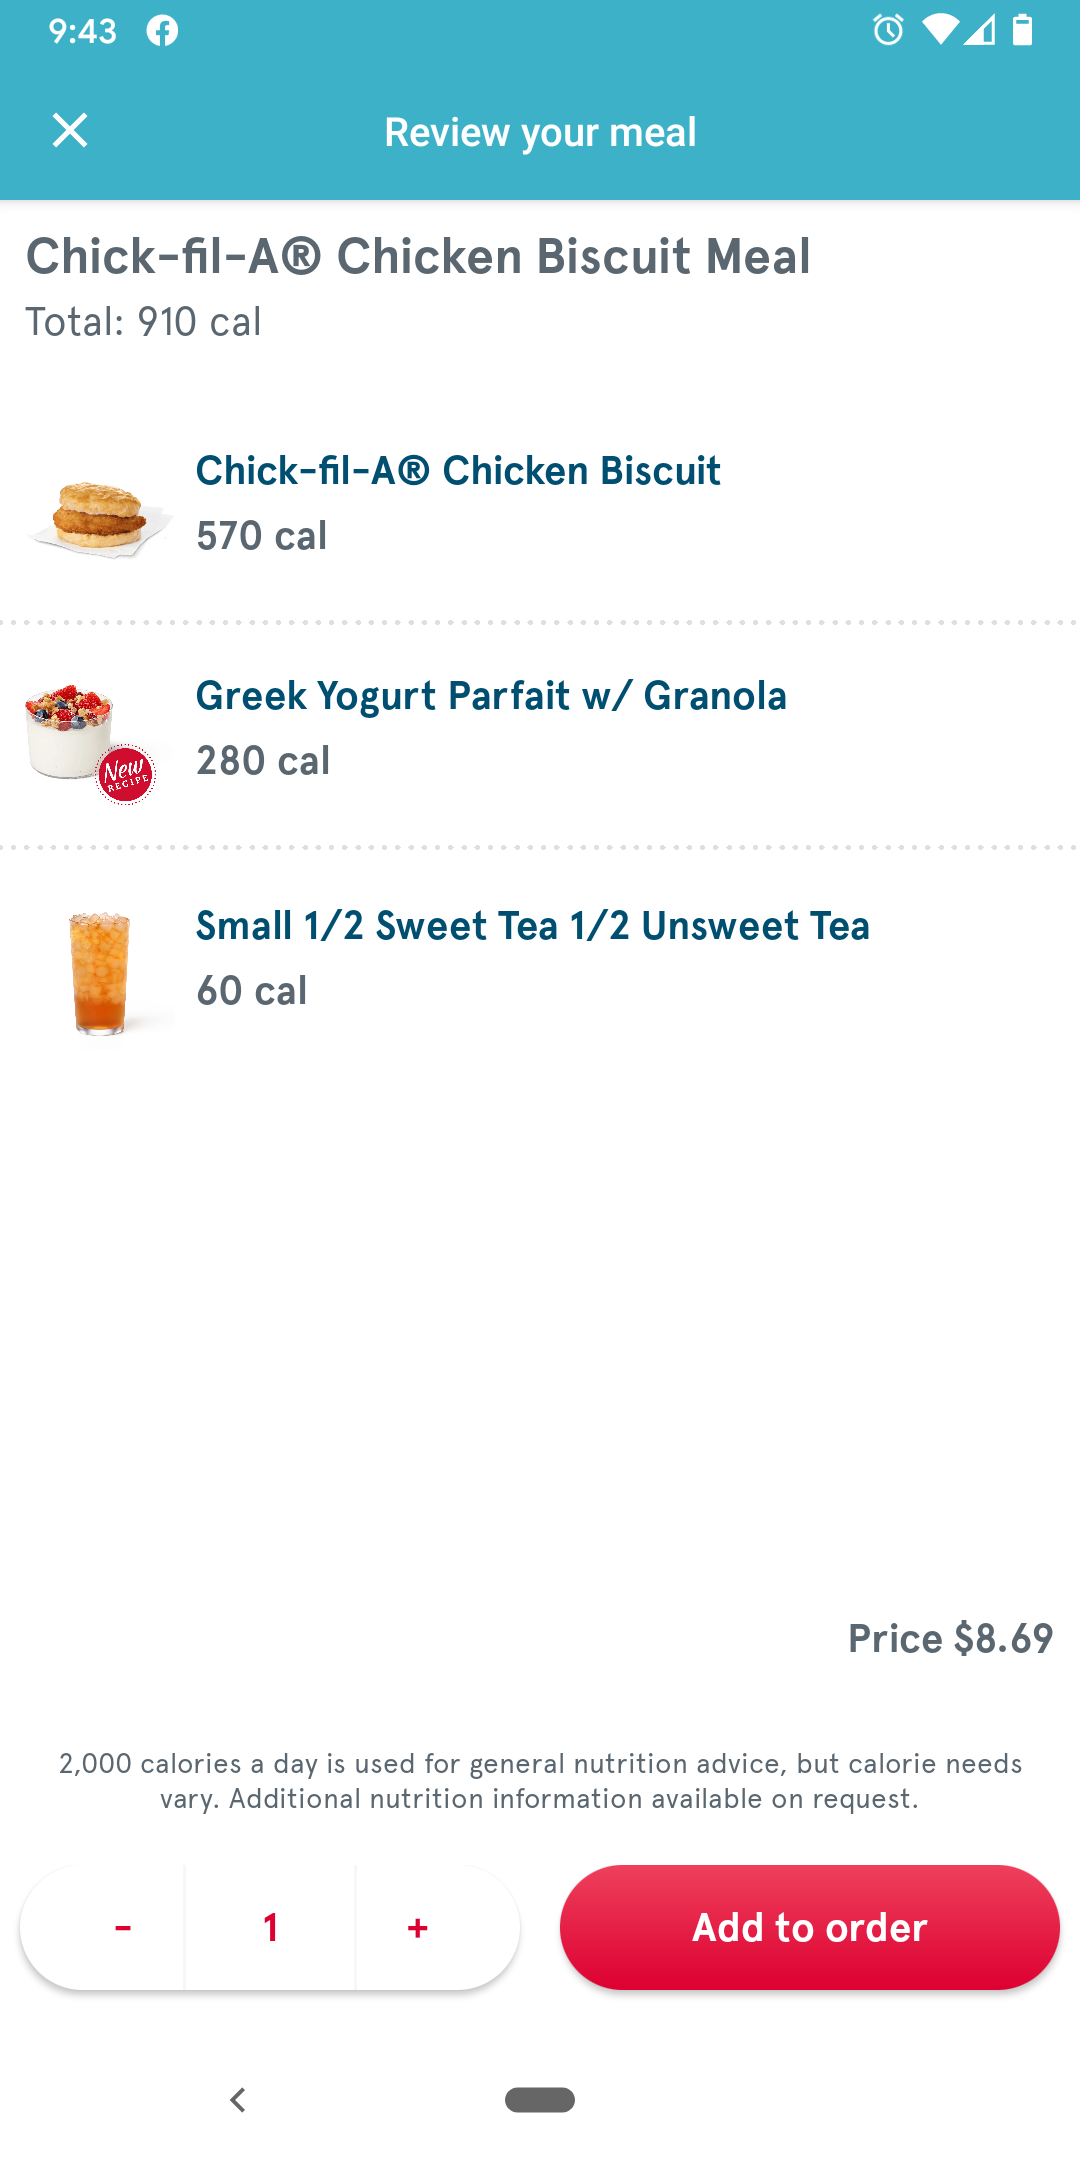 9:43
Review your meal
Chick-fil-A® Chicken Biscuit Meal
Total: 910 cal
Chick-fil-A® Chicken Biscuit
570 cal
Greek Yogurt Parfait w/ Granola
280 cal
New
RECIPE
Small 1/2 Sweet Tea 1/2 Unsweet Tea
60 cal
Price $8.69
2,000 calories a day is used for general nutrition advice, but calorie needs
vary. Additional nutrition information available on request.
- 1 +
Add to order